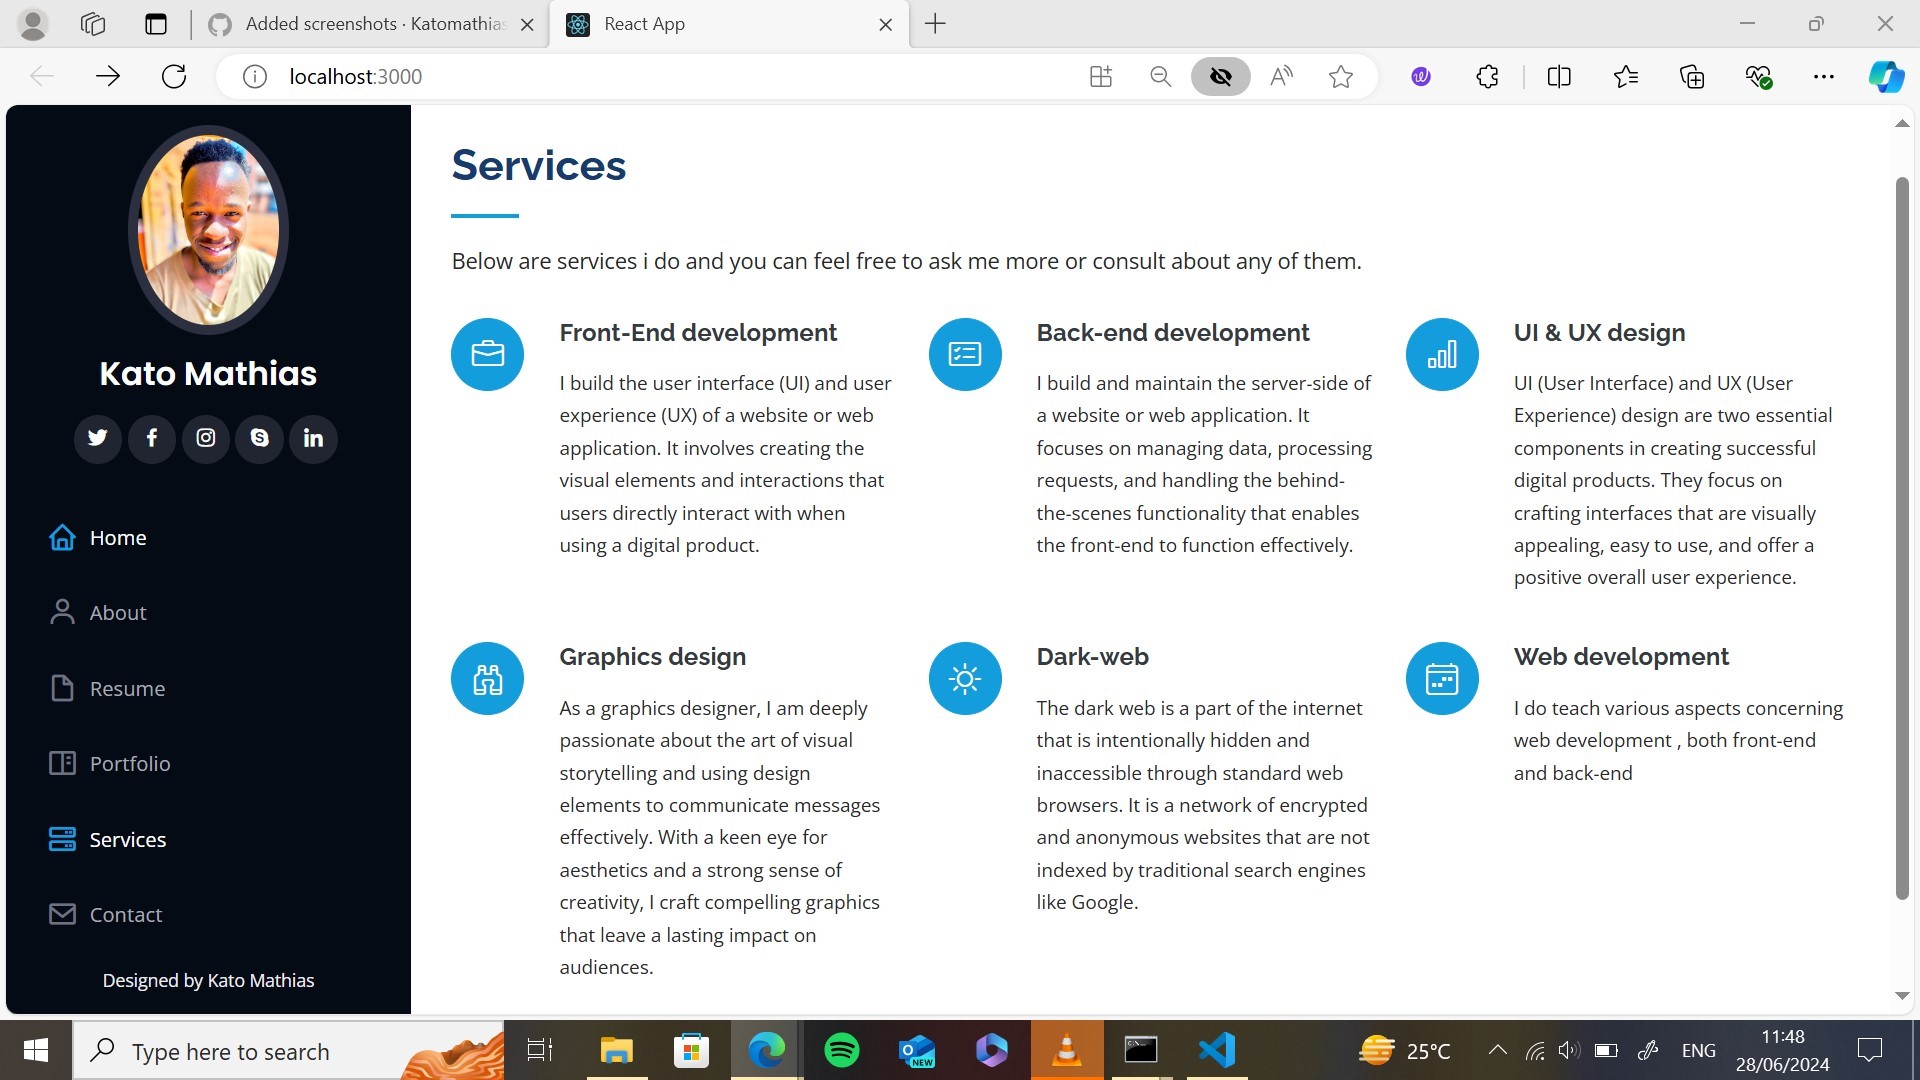 Added screenshots · Katomathias
React App
localhost:3000
Kato Mathias
Home
About
Resume
Portfolio
Services
Contact
Designed by Kato Mathias
Services
Below are services i do and you can feel free to ask me more or consult about any of them.
Front-End development
I build the user interface (UI) and user
experience (UX) of a website or web
application. It involves creating the
visual elements and interactions that
users directly interact with when
using a digital product.
Back-end development
I build and maintain the server-side of
a website or web application. It
focuses on managing data, processing
requests, and handling the behind-
the-scenes functionality that enables
the front-end to function effectively.
UI & UX design
UI (User Interface) and UX (User
Experience) design are two essential
components in creating successful
digital products. They focus on
crafting interfaces that are visually
appealing, easy to use, and offer a
positive overall user experience.
Graphics design
As a graphics designer, I am deeply
passionate about the art of visual
storytelling and using design
elements to communicate messages
effectively. With a keen eye for
aesthetics and a strong sense of
creativity, I craft compelling graphics
that leave a lasting impact on
audiences.
Dark-web
The dark web is a part of the internet
that is intentionally hidden and
inaccessible through standard web
browsers. It is a network of encrypted
and anonymous websites that are not
indexed by traditional search engines
like Google.
Web development
I do teach various aspects concerning
web development , both front-end
and back-end
Type here to search
NEW
25°C
ENG
11:48
28/06/2024